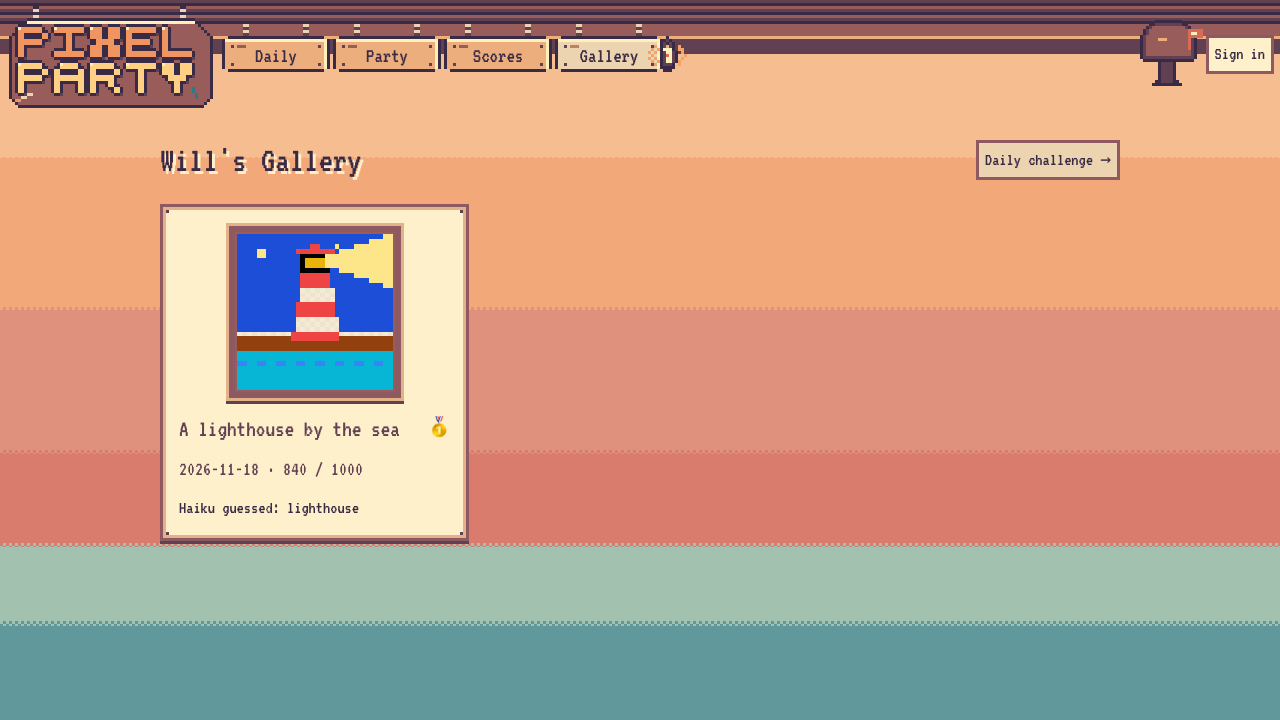 PIXEL
PARTY
Daily
Party
Scores
Gallery
Sign in
Will's Gallery
Daily challenge →
A lighthouse by the sea
1
2026-11-18 · 840 / 1000
Haiku guessed: lighthouse